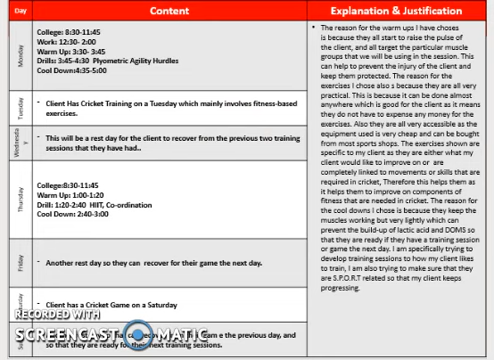 Day
Content
Explanation & Justification
Monday
College: 8:30-11:45
Work: 12:30- 2:00
Warm Up: 3:30- 3:45
Drills: 3:45-4:30 Plyometric Agility Hurdles
Cool Down:4:35-5:00
Tuesday
- Client Has Cricket Training on a Tuesday which mainly involves fitness-based
exercises.
Wednesda
y
- This will be a rest day for the client to recover from the previous two training
sessions that they have had..
Thursday
College:8:30-11:45
Warm Up: 1:00-1:20
Drill: 1:20-2:40 HIIT, Co-ordination
Cool Down: 2:40-3:00
Friday
- Another rest day so they can recover for their game the next day.
Client has a Cricket Game on a Saturday
the previous day, and
so that they are ready for their next training sessions.
• The reason for the warm ups I have choses
is because they all start to raise the pulse of
the client, and all target the particular muscle
groups that we will be using in the session. This
can help to prevent the injury of the client and
keep them protected. The reason for the
exercises I chose also s because they are all very
practical. This is because it can be done almost
anywhere which is good for the client as it means
they do not have to expense any money for the
exercises. Also they are all very accessible as the
equipment used is very cheap and can be bought
from most sports shops. The exercises shown are
specific to my client as they are either what my
client would like to improve on or are
completely linked to movements or skills that are
required in cricket, Therefore this helps them as
it helps them to improve on components of
fitness that are needed in cricket. The reason for
the cool downs I chose is because they keep the
muscles working but very lightly which can
prevent the build-up of lactic acid and DOMS so
that they are ready if they have a training session
or game the next day. I am specifically trying to
develop training sessions to how my client likes
to train, I am also trying to make sure that they
are S.P.O.R.T related so that my client keeps
progressing.
RECORDED WITH
SCREENCAST MATIC